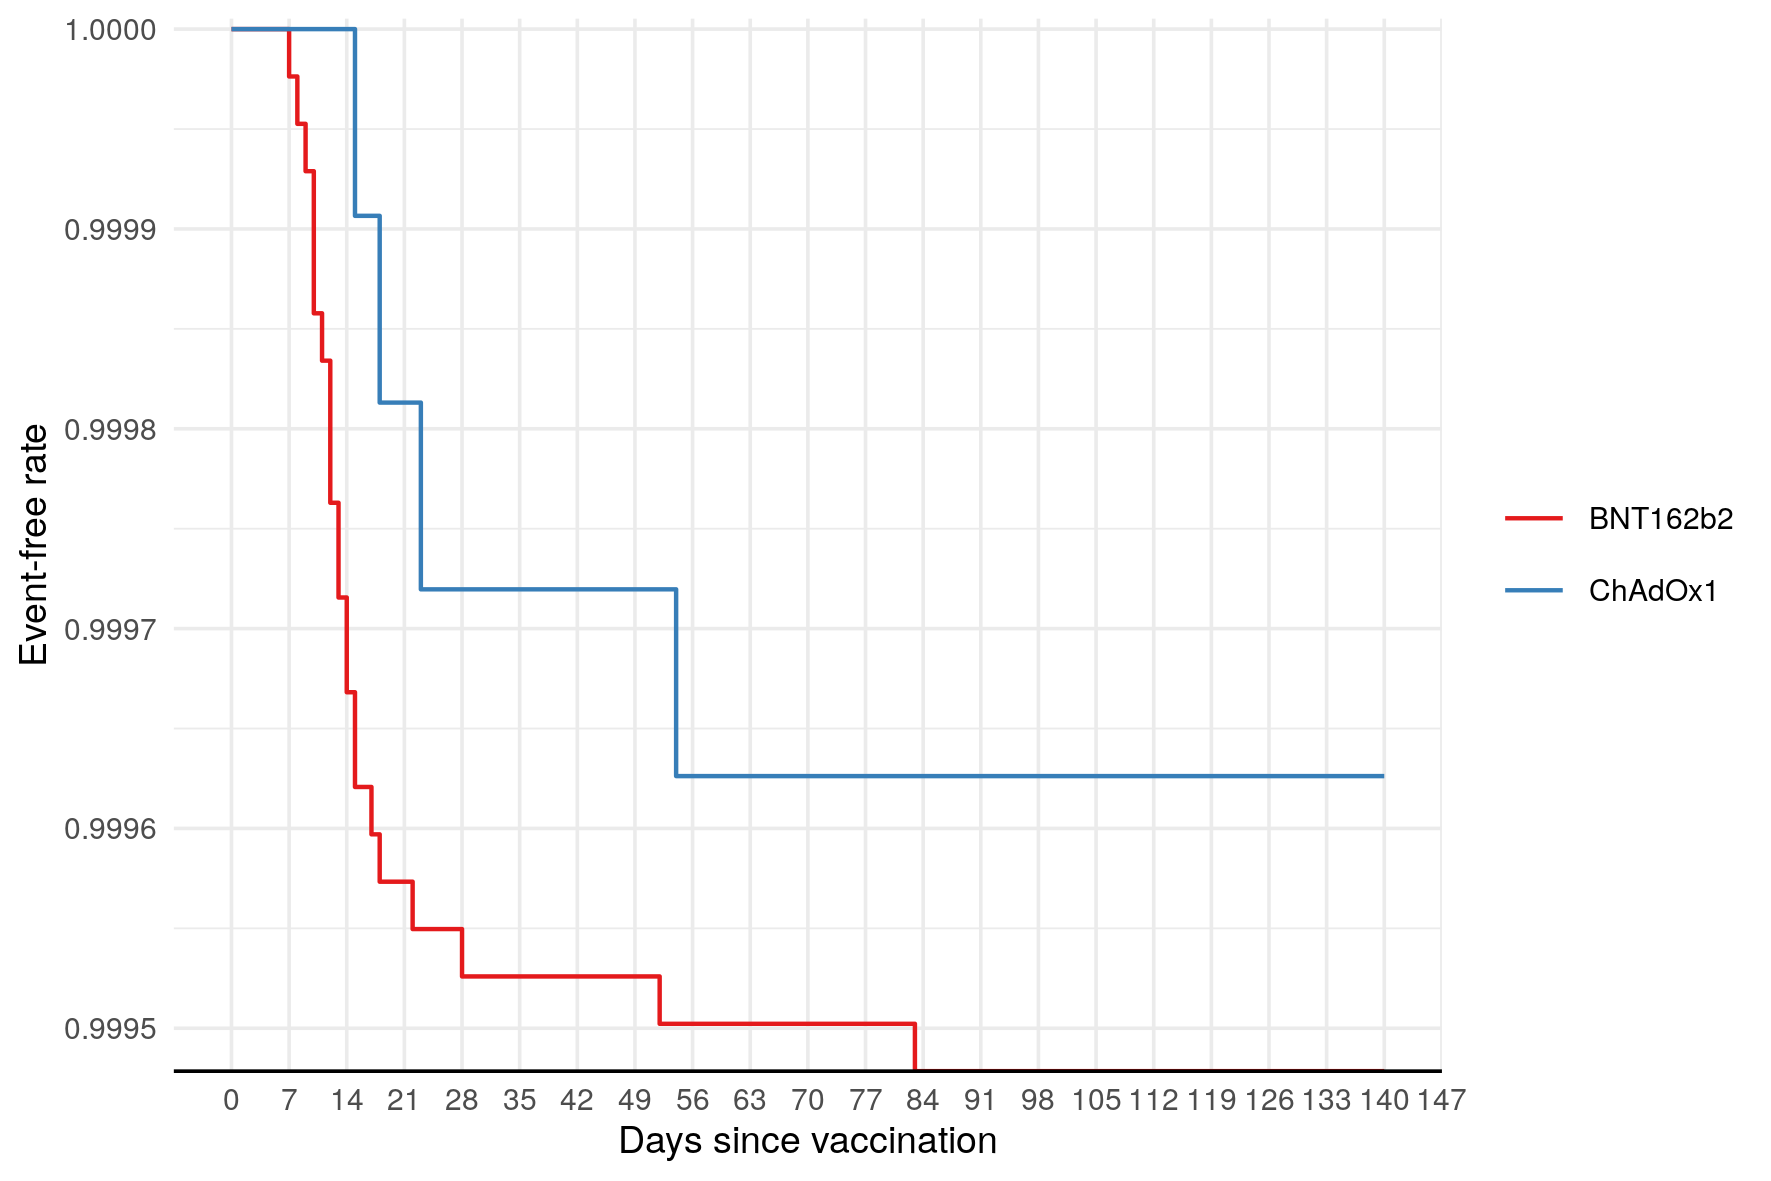 1.0000
0.9999
0.9998
0.9997
0.9996
0.9995
Event-free rate
0 7 14 21 28 35 42 49 56 63 70 77 84 91 98 105 112 119 126 133 140 147
Days since vaccination
BNT162b2
ChAdOx1